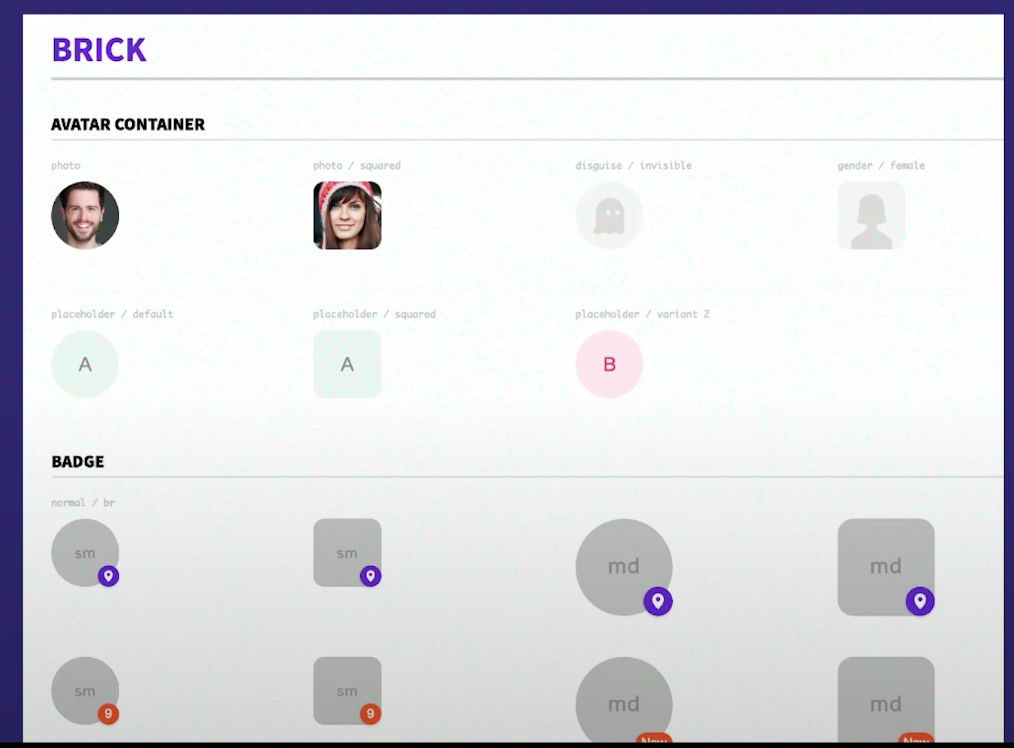 BRICK
AVATAR CONTAINER
photo
photo / squared
disguise / invisible
gender / female
placeholder / default
placeholder / squared
placeholder / variant 2
A
A
B
BADGE
normal / br
sm
sm
md
md
sm
sm
md
md
9
9
New
New